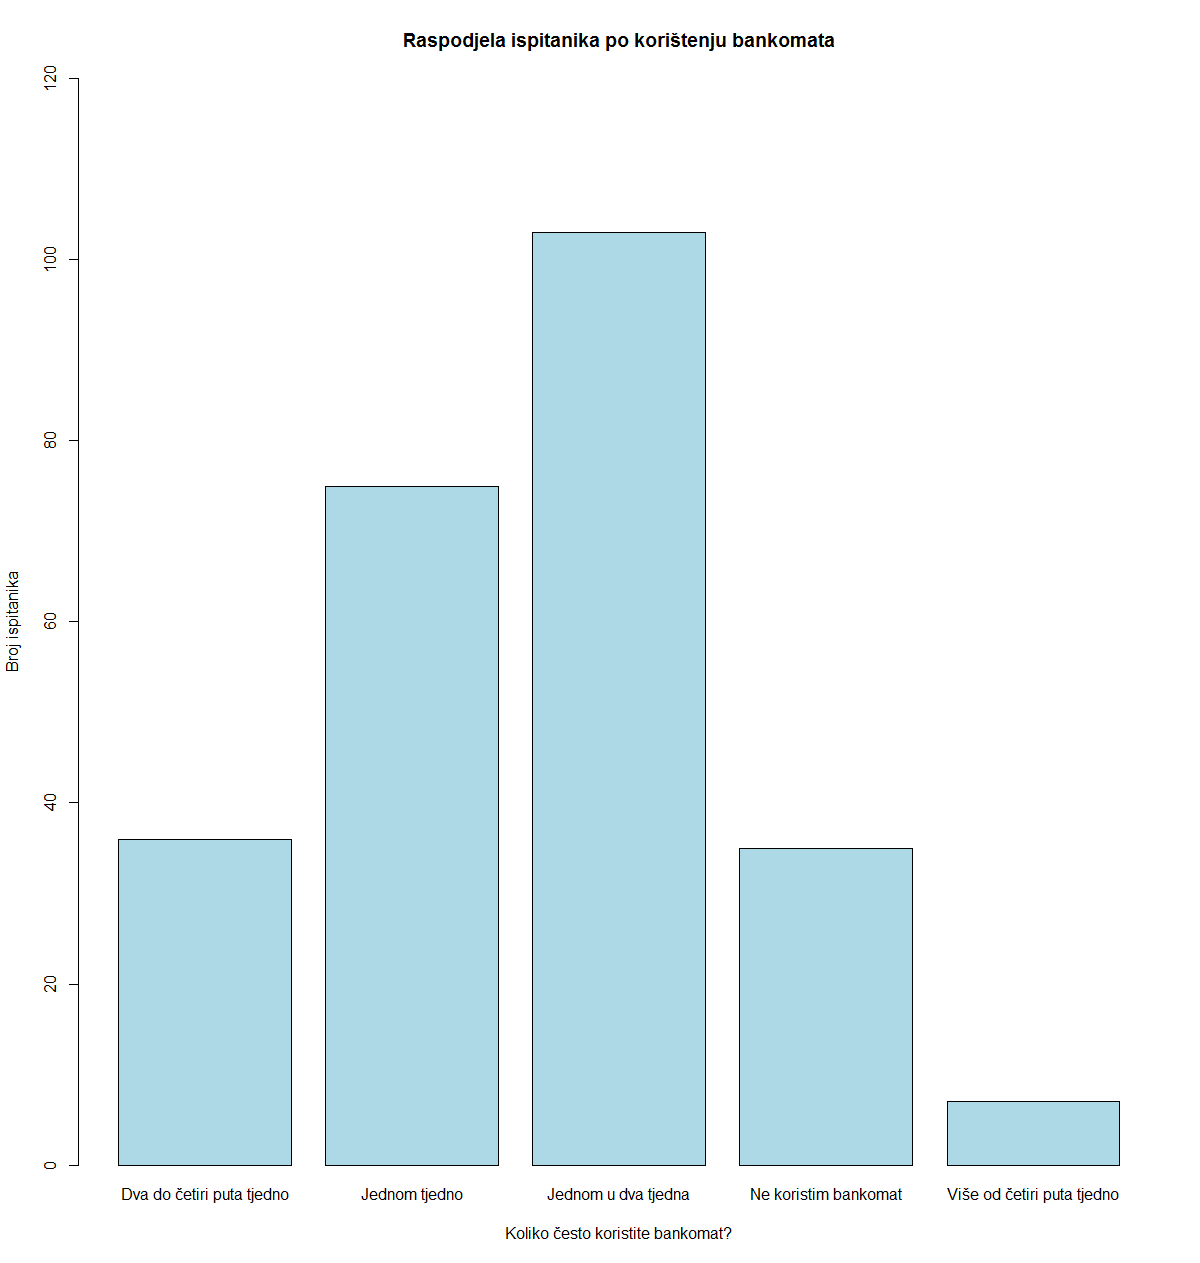 Raspodjela ispitanika po korištenju bankomata
120
100
80
60
40
20
0
Broj ispitanika
Dva do četiri puta tjedno
Jednom tjedno
Jednom u dva tjedna
Ne koristim bankomat
Više od četiri puta tjedno
Koliko često koristite bankomat?